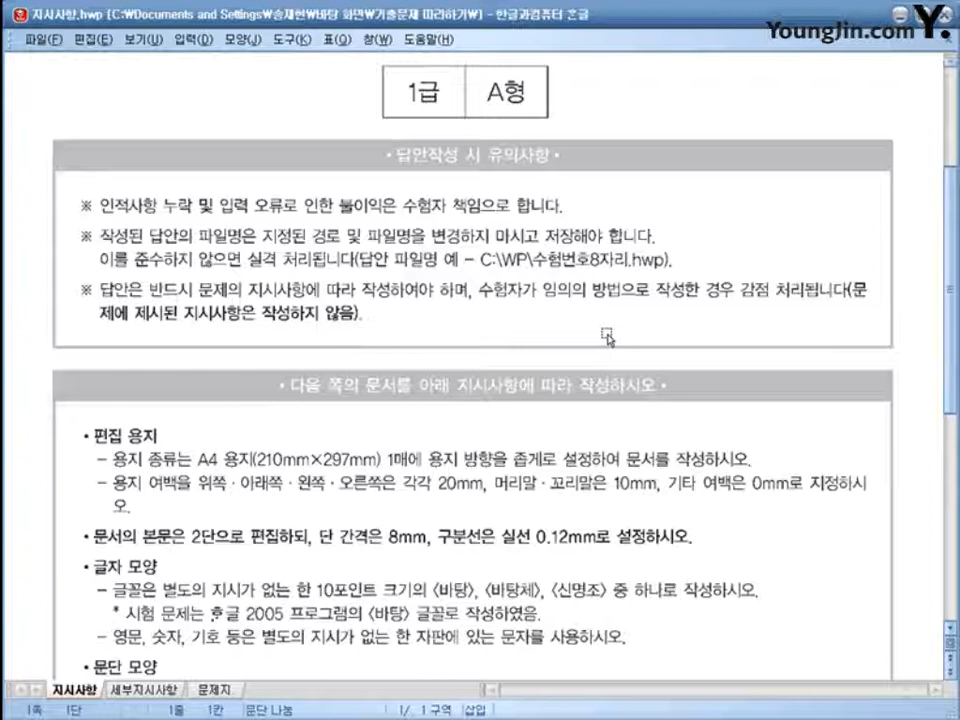 지시사항.hwp [C:\Documents and Settings\송재헌\바탕 화면\기출문제 따라하기\] - 한글과컴퓨터 한글
YoungJin.com Y.
파일(F) 편집(E) 보기(U) 입력(D) 모양(J) 도구(K) 표(Q) 창(W) 도움말(H)
1급 A형
· 답안작성 시 유의사항 ·
※ 인적사항 누락 및 입력 오류로 인한 불이익은 수험자 책임으로 합니다.
※ 작성된 답안의 파일명은 지정된 경로 및 파일명을 변경하지 마시고 저장해야 합니다.
이를 준수하지 않으면 실격 처리됩니다(답안 파일명 예 – C:\WP\수험번호8자리.hwp).
※ 답안은 반드시 문제의 지시사항에 따라 작성하여야 하며, 수험자가 임의의 방법으로 작성한 경우 감점 처리됩니다(문
제에 제시된 지시사항은 작성하지 않음).
· 다음 쪽의 문서를 아래 지시사항에 따라 작성하시오 ·
· 편집 용지
– 용지 종류는 A4 용지(210mm×297mm) 1매에 용지 방향을 좁게로 설정하여 문서를 작성하시오.
– 용지 여백을 위쪽 · 아래쪽 · 왼쪽 · 오른쪽은 각각 20mm, 머리말 · 꼬리말은 10mm, 기타 여백은 0mm로 지정하시
오.
· 문서의 본문은 2단으로 편집하되, 단 간격은 8mm, 구분선은 실선 0.12mm로 설정하시오.
· 글자 모양
– 글꼴은 별도의 지시가 없는 한 10포인트 크기의 〈바탕〉, 〈바탕체〉, 〈신명조〉 중 하나로 작성하시오.
* 시험 문제는 ᄒᆞᆫ글 2005 프로그램의 〈바탕〉 글꼴로 작성하였음.
– 영문, 숫자, 기호 등은 별도의 지시가 없는 한 자판에 있는 문자를 사용하시오.
· 문단 모양
지시사항 세부지시사항 문제지
1쪽 1단 1줄 1칸 문단 나눔 1/ 1 구역 삽입